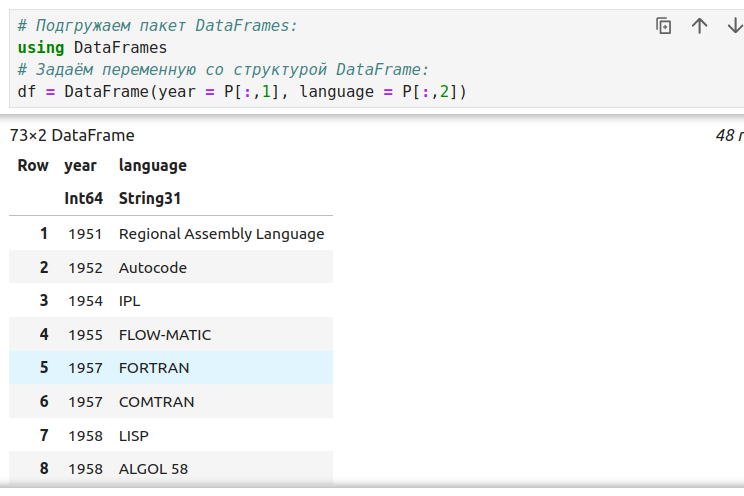 # Подгружаем пакет DataFrames:
using DataFrames
# Задаём переменную со структурой DataFrame:
df = DataFrame(year = P[:,1], language = P[:,2])
73×2 DataFrame
48
Row year language
Int64 String31
1 1951 Regional Assembly Language
2 1952 Autocode
3 1954 IPL
4 1955 FLOW-MATIC
5 1957 FORTRAN
6 1957 COMTRAN
7 1958 LISP
8 1958 ALGOL 58